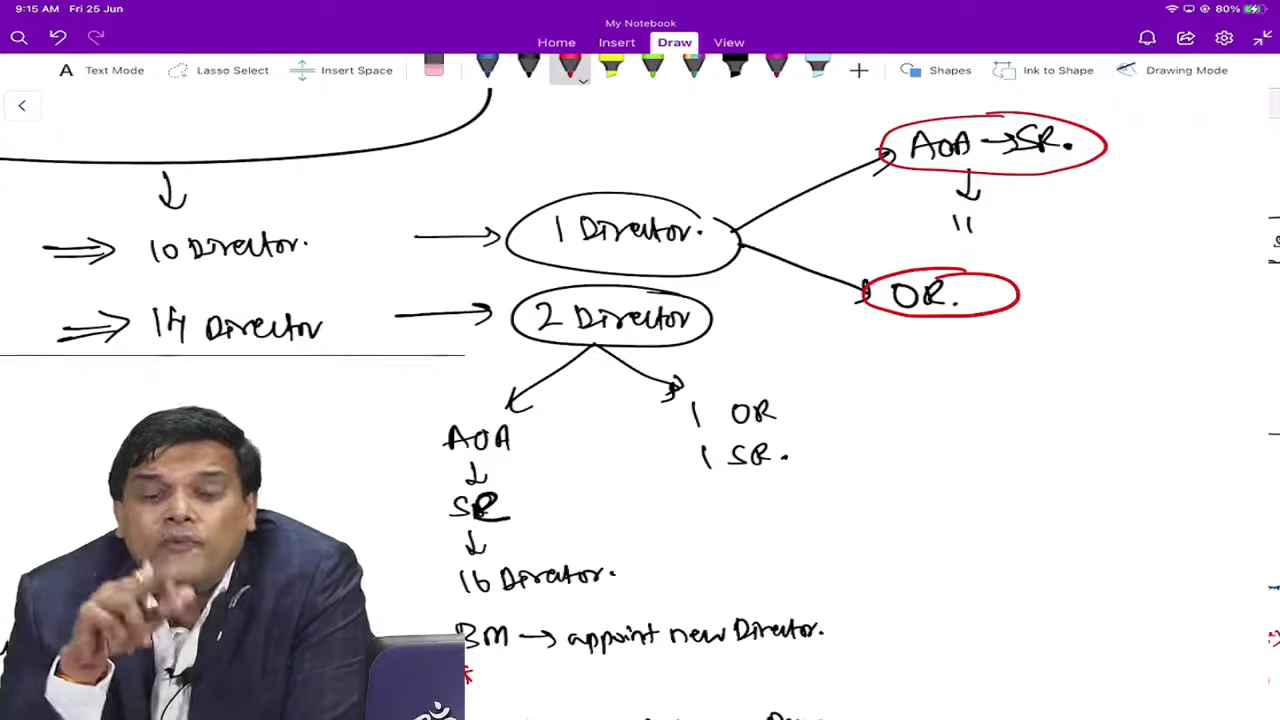 9:15 AM Fri 25 Jun
80%
My Notebook
Home Insert Draw View
A Text Mode Lasso Select Insert Space Shapes Ink to Shape Drawing Mode
AOA → SR.
11
10 Director. 1 Director.
OR.
14 Director 2 Director
1 OR
AOA
1 SR.
SR
16 Director.
BM → appoint new Director.